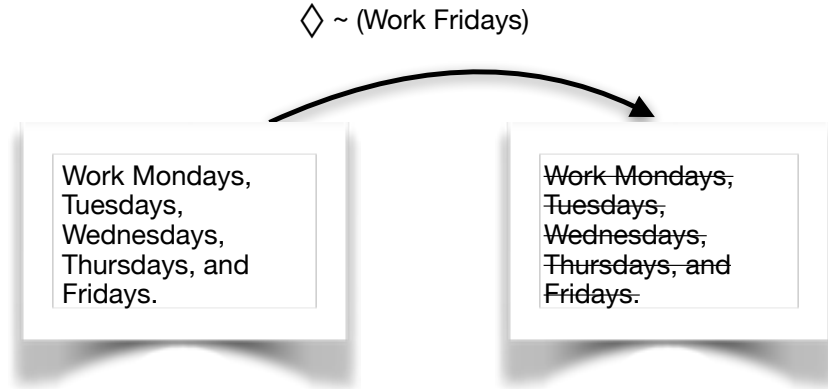 ◊ ~ (Work Fridays)
Work Mondays,
Tuesdays,
Wednesdays,
Thursdays, and
Fridays.
Work Mondays,
Tuesdays,
Wednesdays,
Thursdays, and
Fridays.